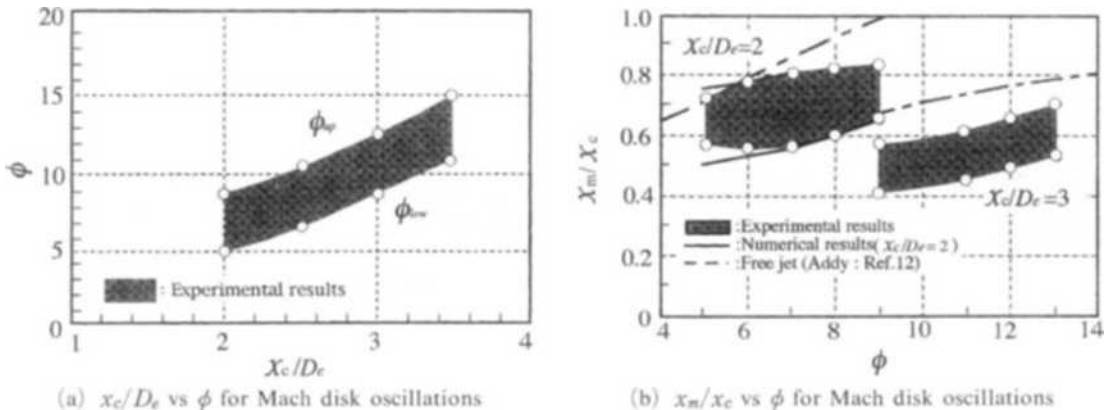 20
15
10
5
0
ϕ
ϕup
ϕlow
: Experimental results
1
2
3
4
Xc/De
(a) xc/De vs ϕ for Mach disk oscillations
1.0
0.8
0.6
0.4
0.2
0.0
Xm/Xc
Xc/De=2
Xc/De=3
:Experimental results
:Numerical results( Xc/De=2 )
:Free jet (Addy : Ref.12)
4
6
8
10
12
14
ϕ
(b) xm/xc vs ϕ for Mach disk oscillations